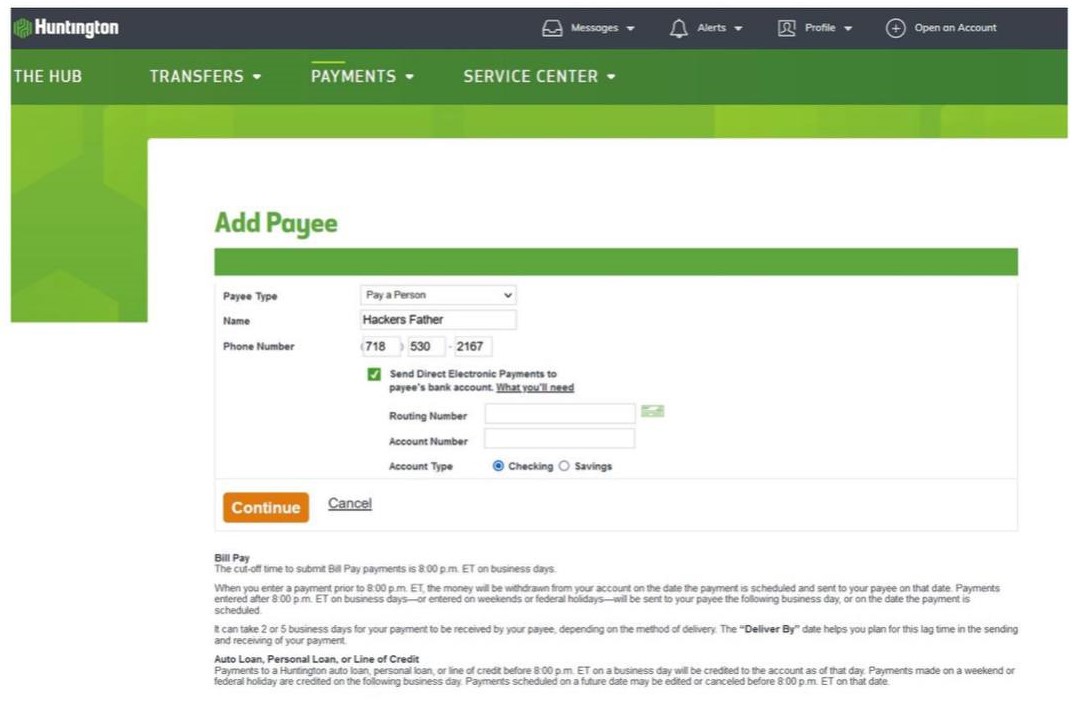 Huntington Messages Alerts Profile Open an Account
THE HUB TRANSFERS PAYMENTS SERVICE CENTER
Add Payee
Payee Type Pay a Person
Name Hackers Father
Phone Number (718) 530 - 2167
Send Direct Electronic Payments to
payee's bank account. What you'll need
Routing Number
Account Number
Account Type Checking Savings
Continue Cancel
Bill Pay
The cut-off time to submit Bill Pay payments is 8:00 p.m. ET on business days.
When you enter a payment prior to 8:00 p.m. ET, the money will be withdrawn from your account on the date the payment is scheduled and sent to your payee on that date. Payments
entered after 8:00 p.m. ET on business days—or entered on weekends or federal holidays—will be sent to your payee the following business day, or on the date the payment is
scheduled.
It can take 2 or 5 business days for your payment to be received by your payee, depending on the method of delivery. The "Deliver By" date helps you plan for this lag time in the sending
and receiving of your payment.
Auto Loan, Personal Loan, or Line of Credit
Payments to a Huntington auto loan, personal loan, or line of credit before 8:00 p.m. ET on a business day will be credited to the account as of that day. Payments made on a weekend or
federal holiday are credited on the following business day. Payments scheduled on a future date may be edited or canceled before 8:00 p.m. ET on that date.